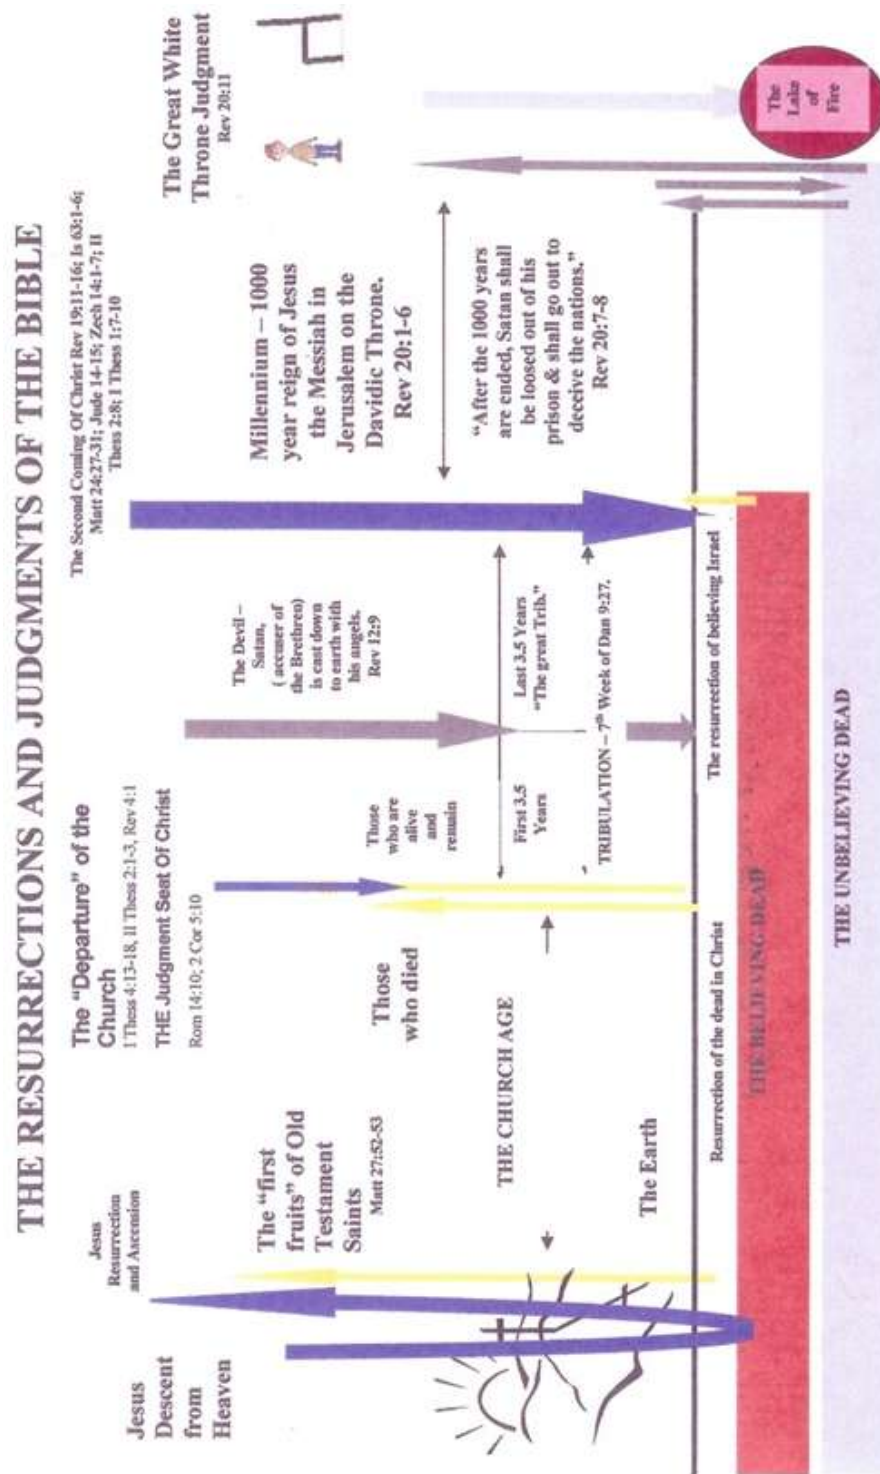 THE RESURRECTIONS AND JUDGMENTS OF THE BIBLE
Jesus
Descent
from
Heaven
Jesus
Resurrection
and Ascension
The "first
fruits" of Old
Testament
Saints
Matt 27:52-53
The "Departure" of the
Church
1 Thess 4:13-18, II Thess 2:1-3, Rev 4:1
THE Judgment Seat Of Christ
Rom 14:10; 2 Cor 5:10
Those
who died
Those
who are
alive
and
remain
The Devil –
Satan,
( accuser of
the Brethren)
is cast down
to earth with
his angels.
Rev 12:9
The Second Coming Of Christ Rev 19:11-16; Is 63:1-6;
Matt 24:27-31; Jude 14-15; Zech 14:1-7; II
Thess 2:8; 1 Thess 1:7-10
Millennium – 1000
year reign of Jesus
the Messiah in
Jerusalem on the
Davidic Throne.
Rev 20:1-6
"After the 1000 years
are ended, Satan shall
be loosed out of his
prison & shall go out to
deceive the nations."
Rev 20:7-8
The Great White
Throne Judgment
Rev 20:11
The
Lake
of
Fire
THE CHURCH AGE
First 3.5
Years
Last 3.5 Years
"The great Trib."
TRIBULATION – 7th Week of Dan 9:27.
The Earth
Resurrection of the dead in Christ
The resurrection of believing Israel
THE BELIEVING DEAD
THE UNBELIEVING DEAD